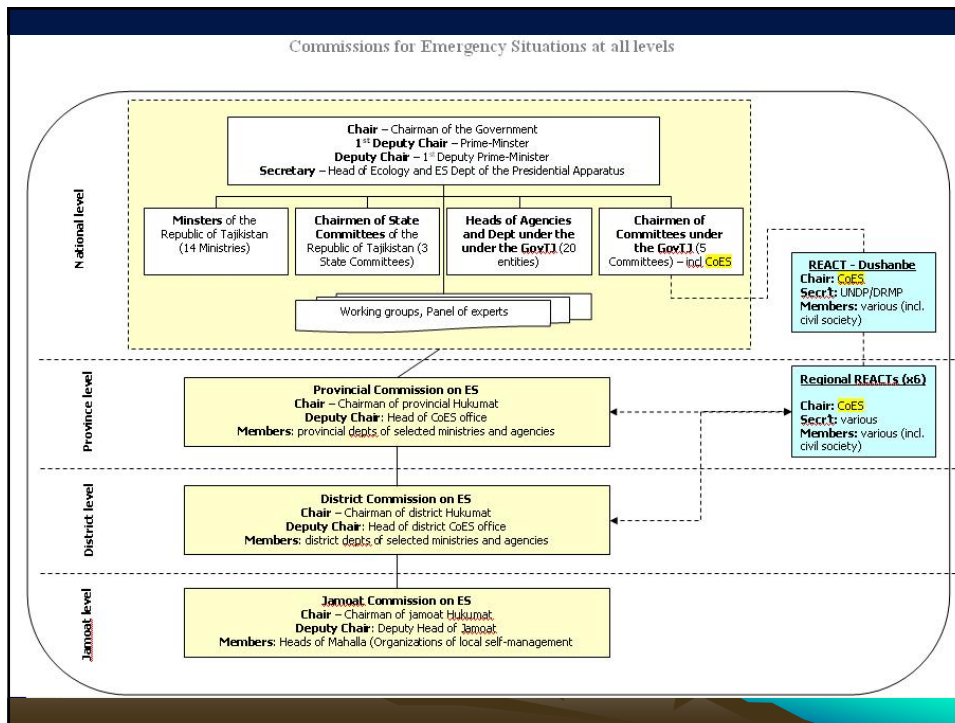 Commissions for Emergency Situations at all levels
National level
Chair – Chairman of the Government
1st Deputy Chair – Prime-Minster
Deputy Chair – 1st Deputy Prime-Minister
Secretary – Head of Ecology and ES Dept of the Presidential Apparatus
Minsters of the
Republic of Tajikistan
(14 Ministries)
Chairmen of State
Committees of the
Republic of Tajikistan (3
State Committees)
Heads of Agencies
and Dept under the
under the GovTJ (20
entities)
Chairmen of
Committees under
the GovTJ (5
Committees) – incl CoES
Working groups, Panel of experts
REACT - Dushanbe
Chair: CoES
Secr't: UNDP/DRMP
Members: various (incl.
civil society)
Province level
Provincial Commission on ES
Chair – Chairman of provincial Hukumat
Deputy Chair: Head of CoES office
Members: provincial depts of selected ministries and agencies
Regional REACTs (x6)
Chair: CoES
Secr't: various
Members: various (incl.
civil society)
District level
District Commission on ES
Chair – Chairman of district Hukumat
Deputy Chair: Head of district CoES office
Members: district depts of selected ministries and agencies
Jamoat level
Jamoat Commission on ES
Chair – Chairman of jamoat Hukumat
Deputy Chair: Deputy Head of Jamoat
Members: Heads of Mahalla (Organizations of local self-management